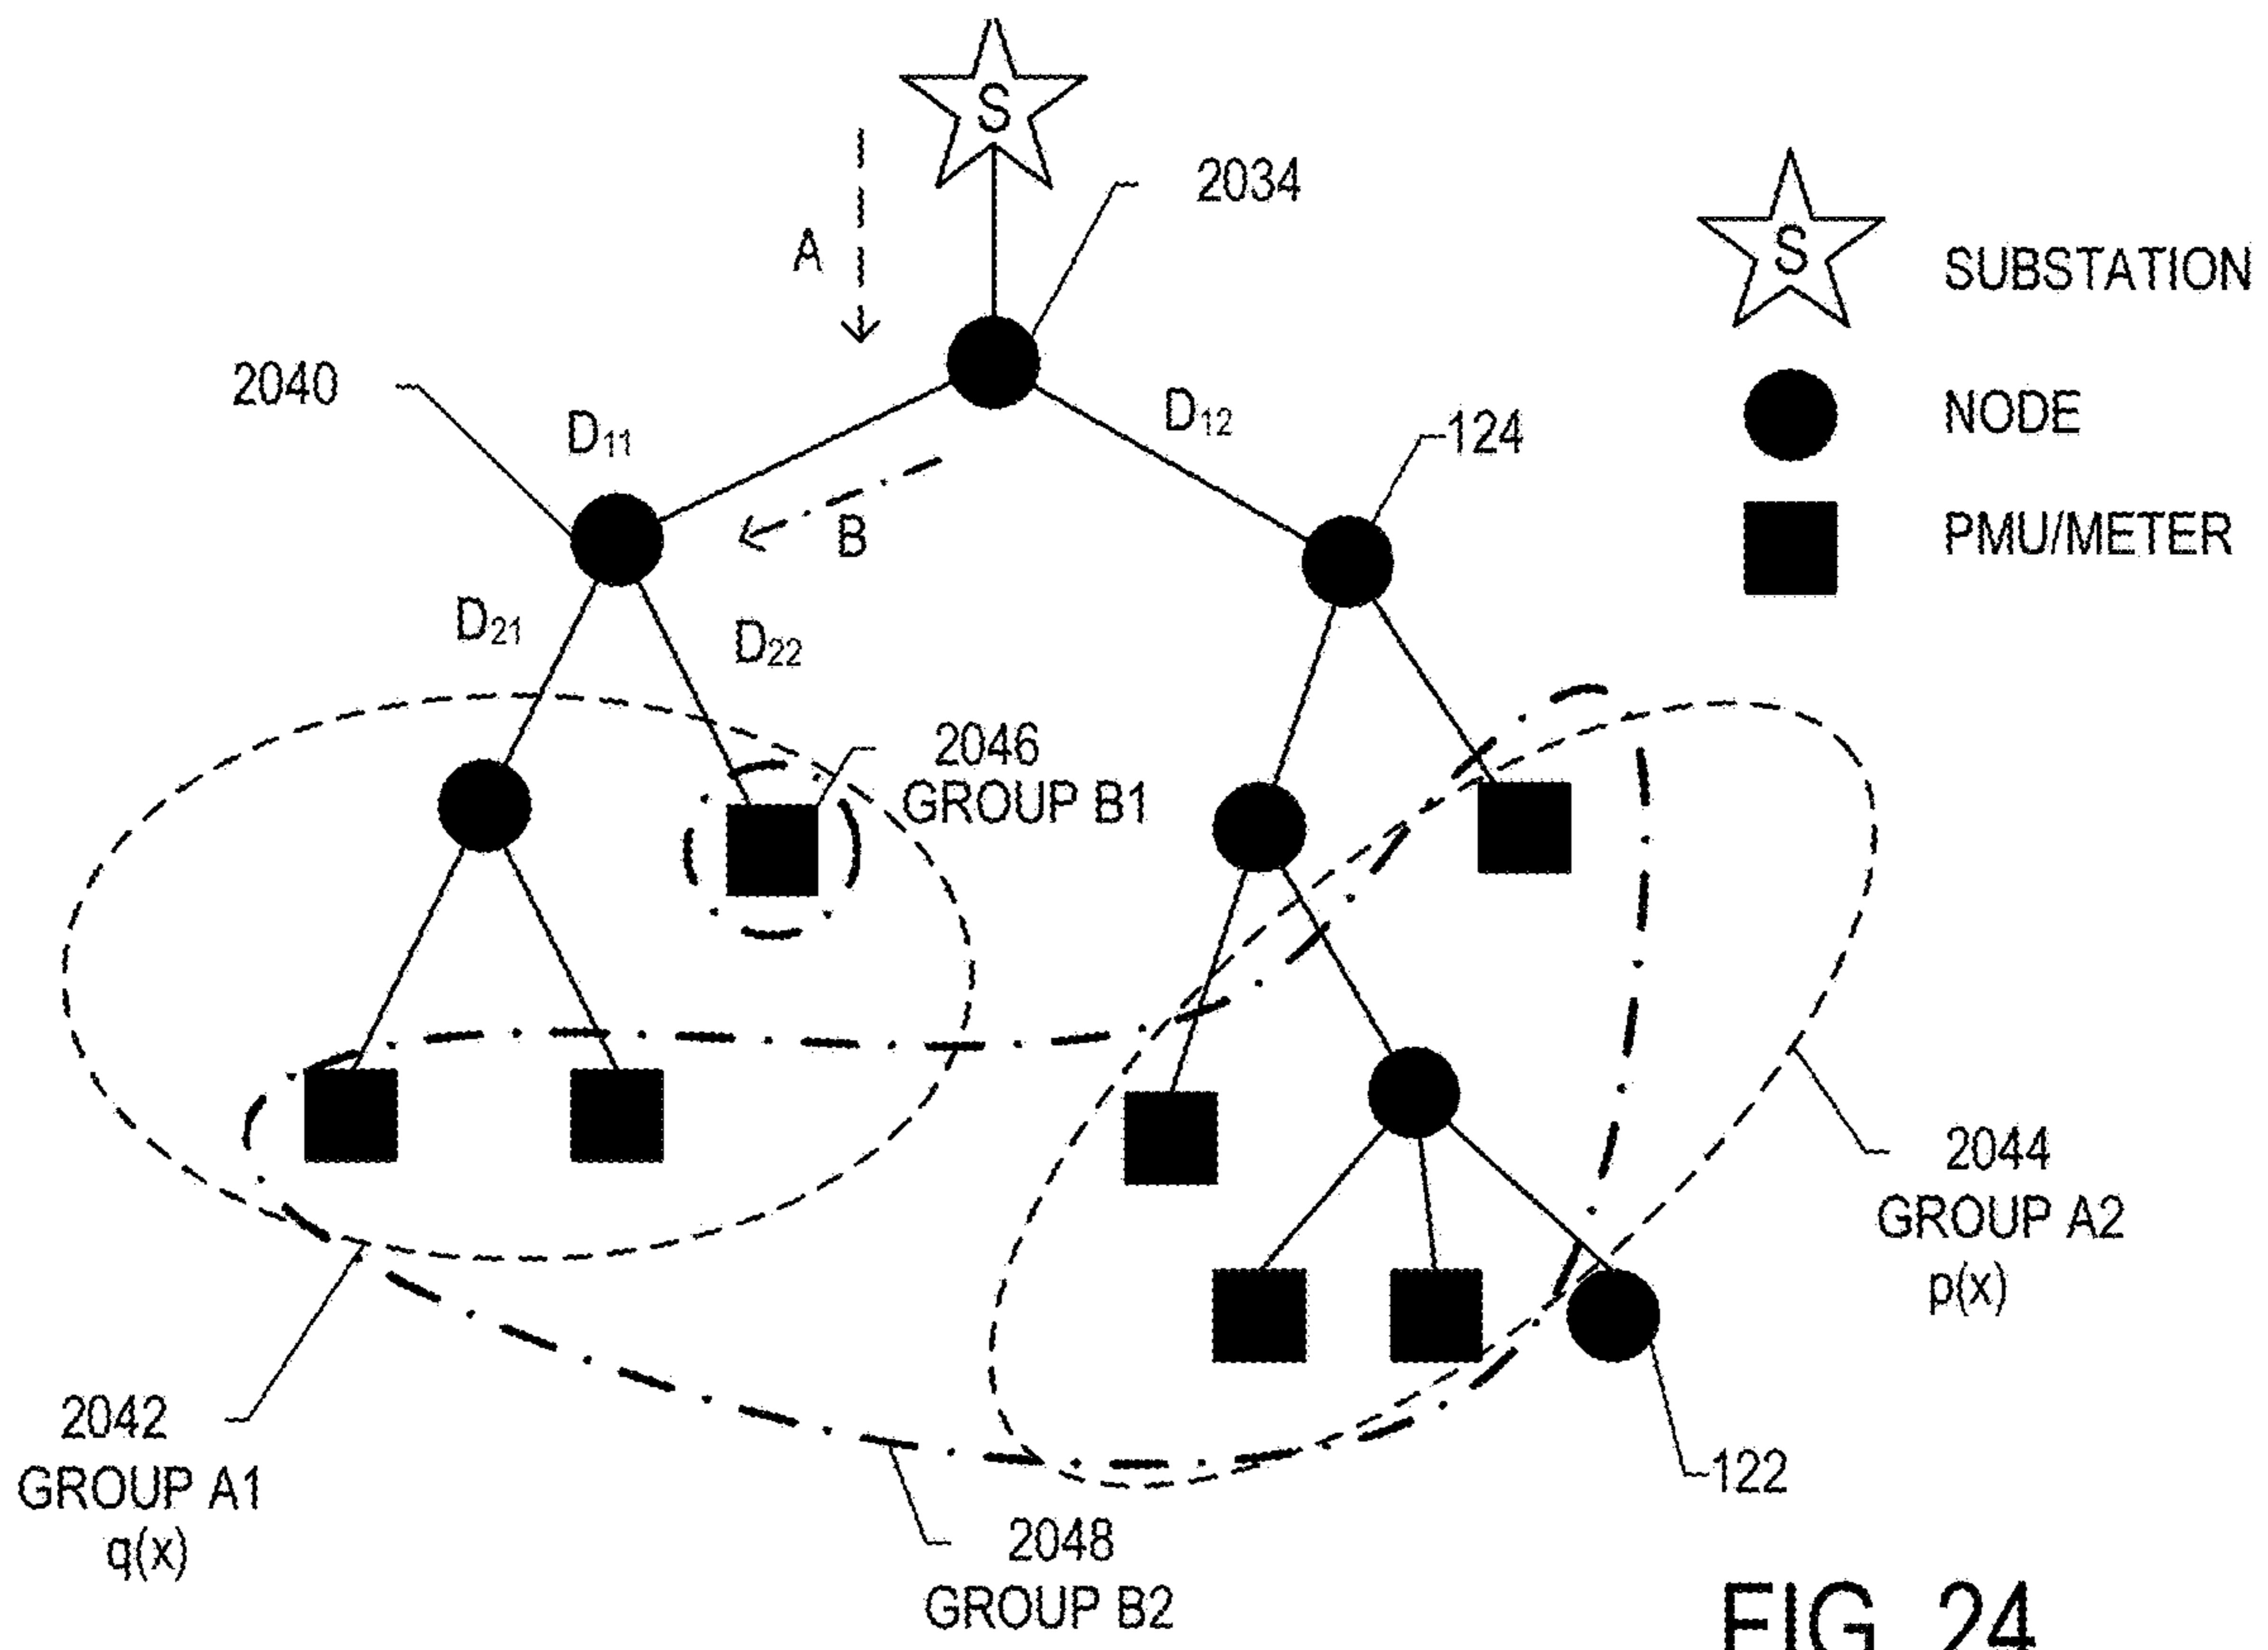 S
2034
A
S
SUBSTATION
2040
D11
D12
124
NODE
B
PMU/METER
D21
D22
2046
GROUP B1
2044
GROUP A2
p(x)
2042
GROUP A1
q(x)
122
2048
GROUP B2
FIG. 24